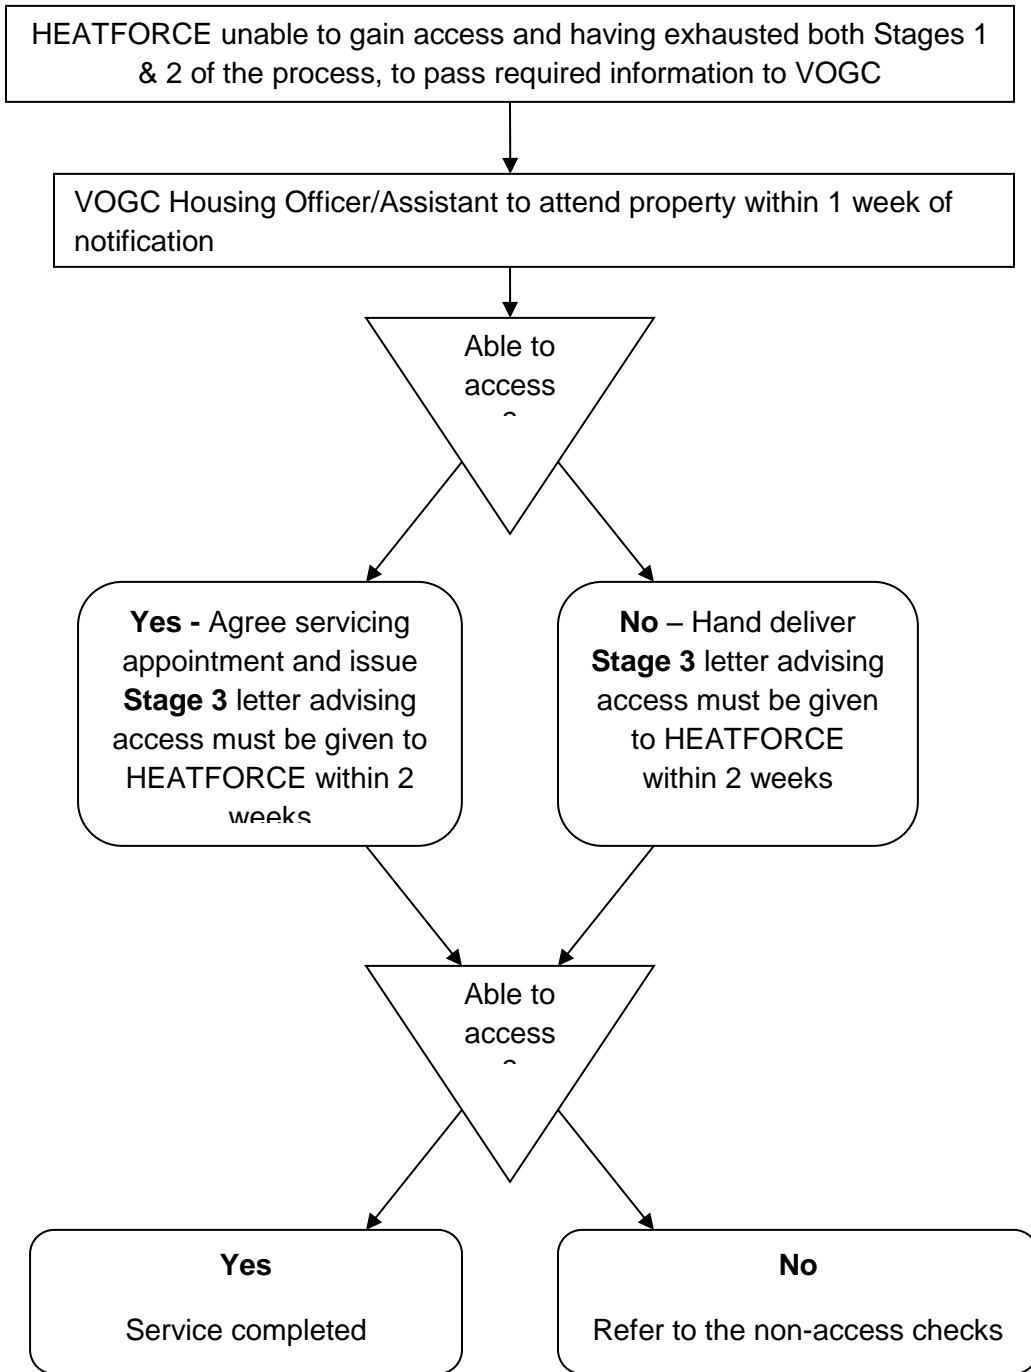 HEATFORCE unable to gain access and having exhausted both Stages 1
& 2 of the process, to pass required information to VOGC
VOGC Housing Officer/Assistant to attend property within 1 week of
notification
Able to
access
Yes - Agree servicing
appointment and issue
Stage 3 letter advising
access must be given to
HEATFORCE within 2
weeks
No – Hand deliver
Stage 3 letter advising
access must be given
to HEATFORCE
within 2 weeks
Able to
access
Yes
Service completed
No
Refer to the non-access checks